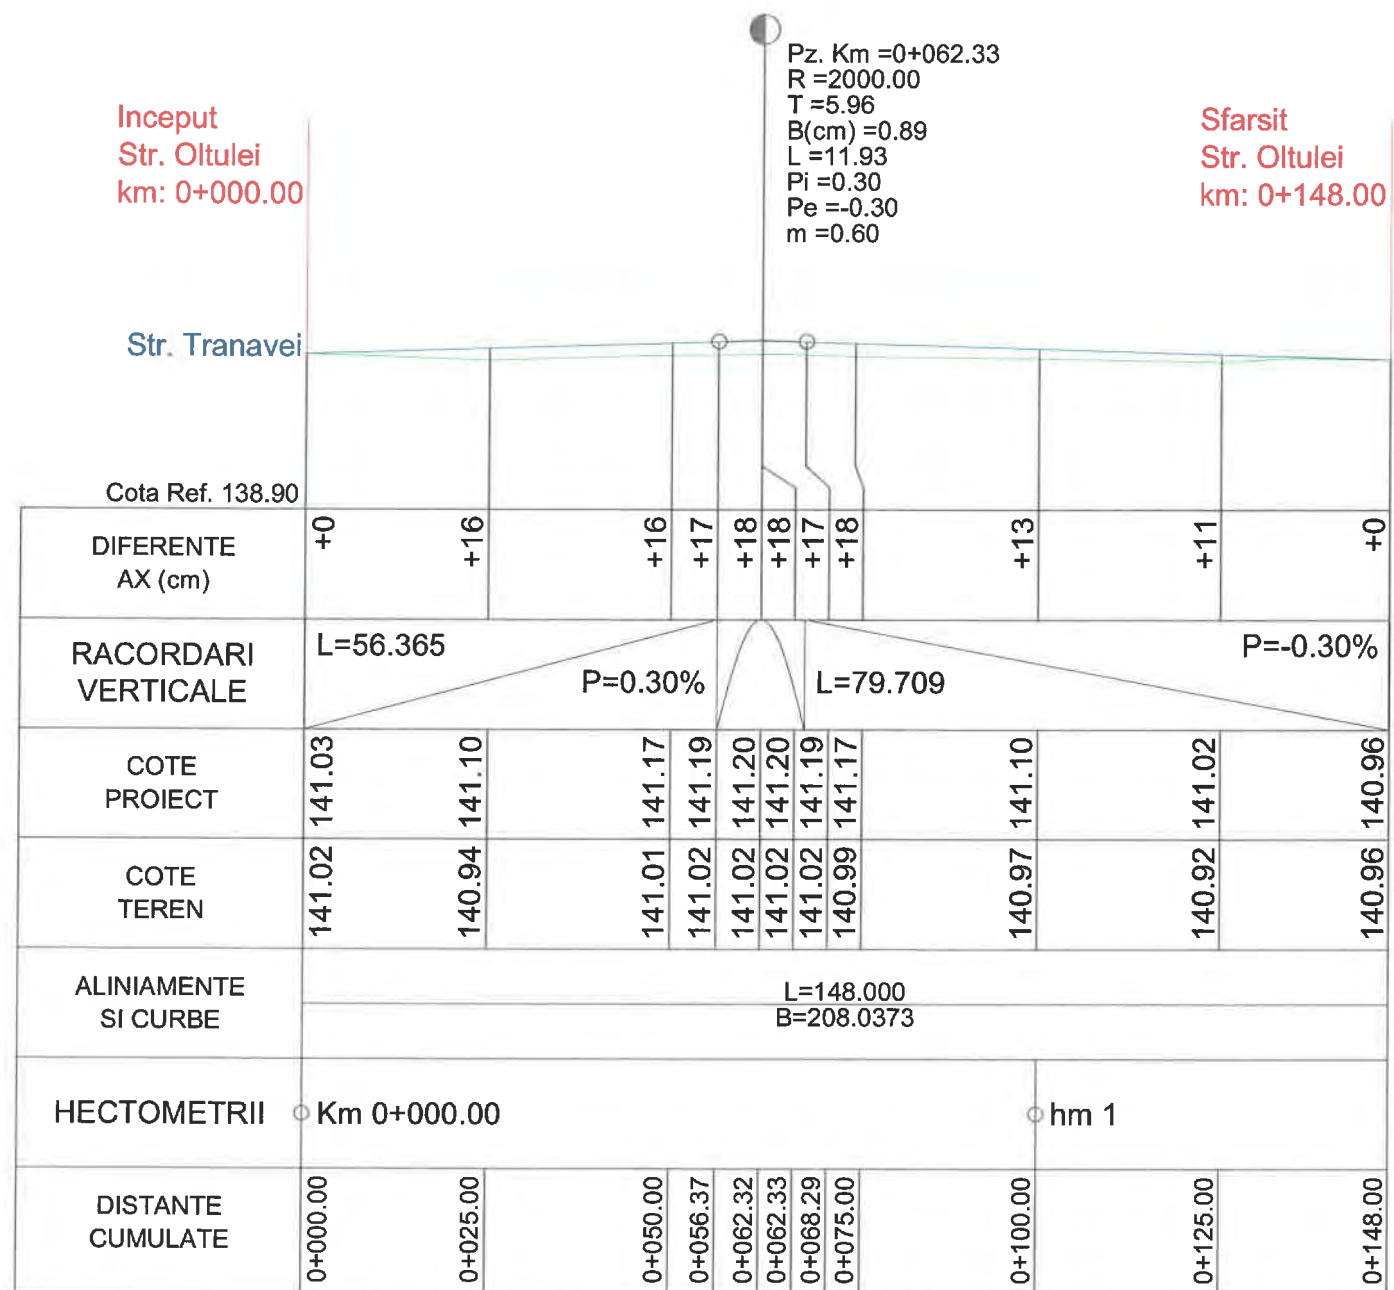 Pz. Km =0+062.33
R =2000.00
T =5.96
B(cm) =0.89
L =11.93
Pi =0.30
Pe =-0.30
m =0.60
Inceput
Str. Oltulei
km: 0+000.00
Sfarsit
Str. Oltulei
km: 0+148.00
Str. Tranavei
Cota Ref. 138.90
DIFERENTE
AX (cm)
+0 +16 +16 +17 +18 +18 +17 +18 +13 +11 +0
RACORDARI
VERTICALE
L=56.365
P=0.30%
L=79.709
P=-0.30%
COTE
PROIECT
141.03 141.10 141.17 141.19 141.20 141.20 141.19 141.17 141.10 141.02 140.96
COTE
TEREN
141.02 140.94 141.01 141.02 141.02 141.02 141.02 140.99 140.97 140.92 140.96
ALINIAMENTE
SI CURBE
L=148.000
B=208.0373
HECTOMETRII
Km 0+000.00
hm 1
DISTANTE
CUMULATE
0+000.00 0+025.00 0+050.00 0+056.37 0+062.32 0+062.33 0+068.29 0+075.00 0+100.00 0+125.00 0+148.00